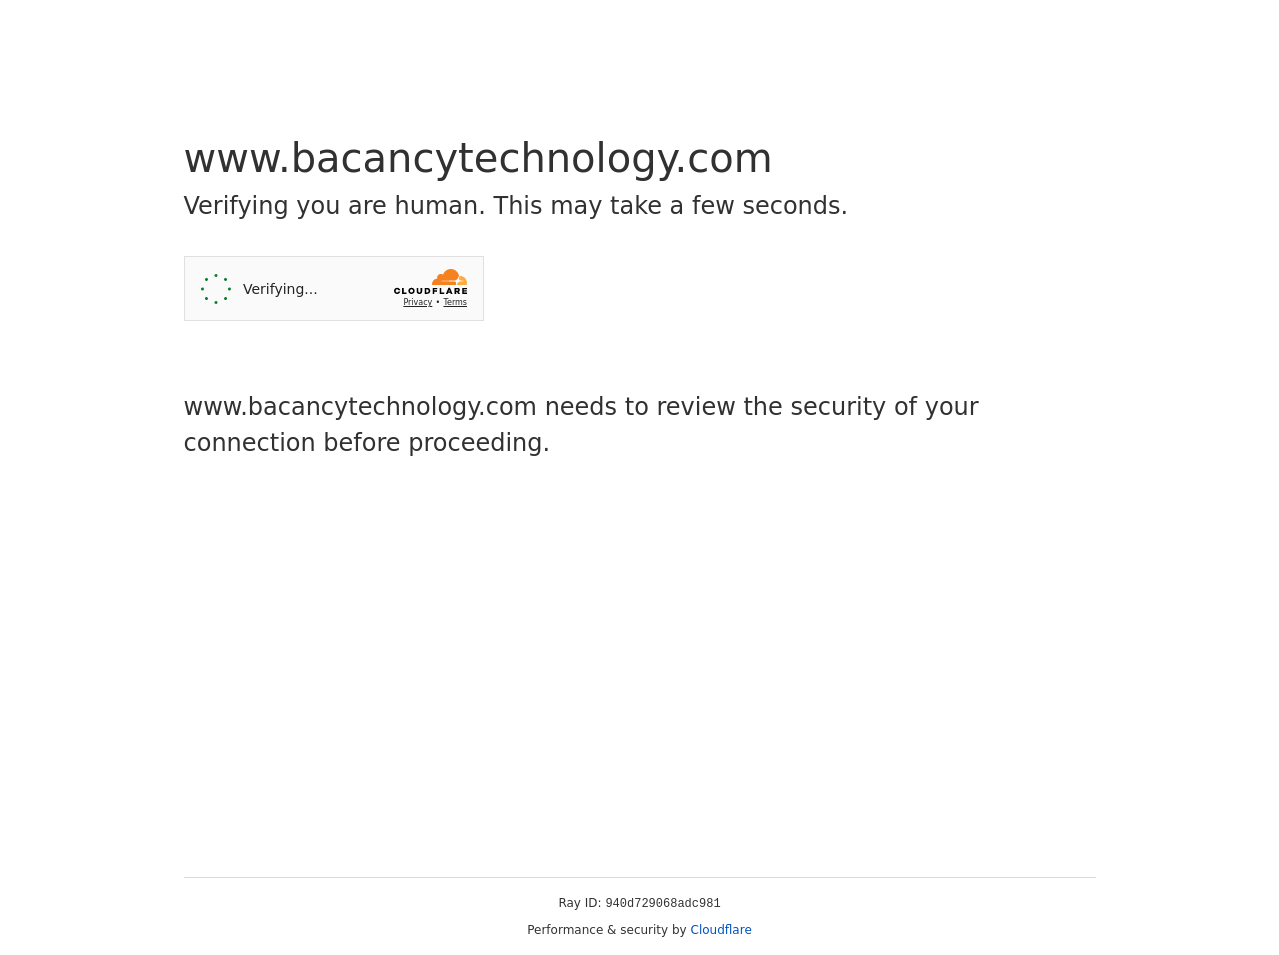 www.bacancytechnology.com
Verifying you are human. This may take a few seconds.
Verifying...
CLOUDFLARE
Privacy • Terms
www.bacancytechnology.com needs to review the security of your
connection before proceeding.
Ray ID: 940d729068adc981
Performance & security by Cloudflare